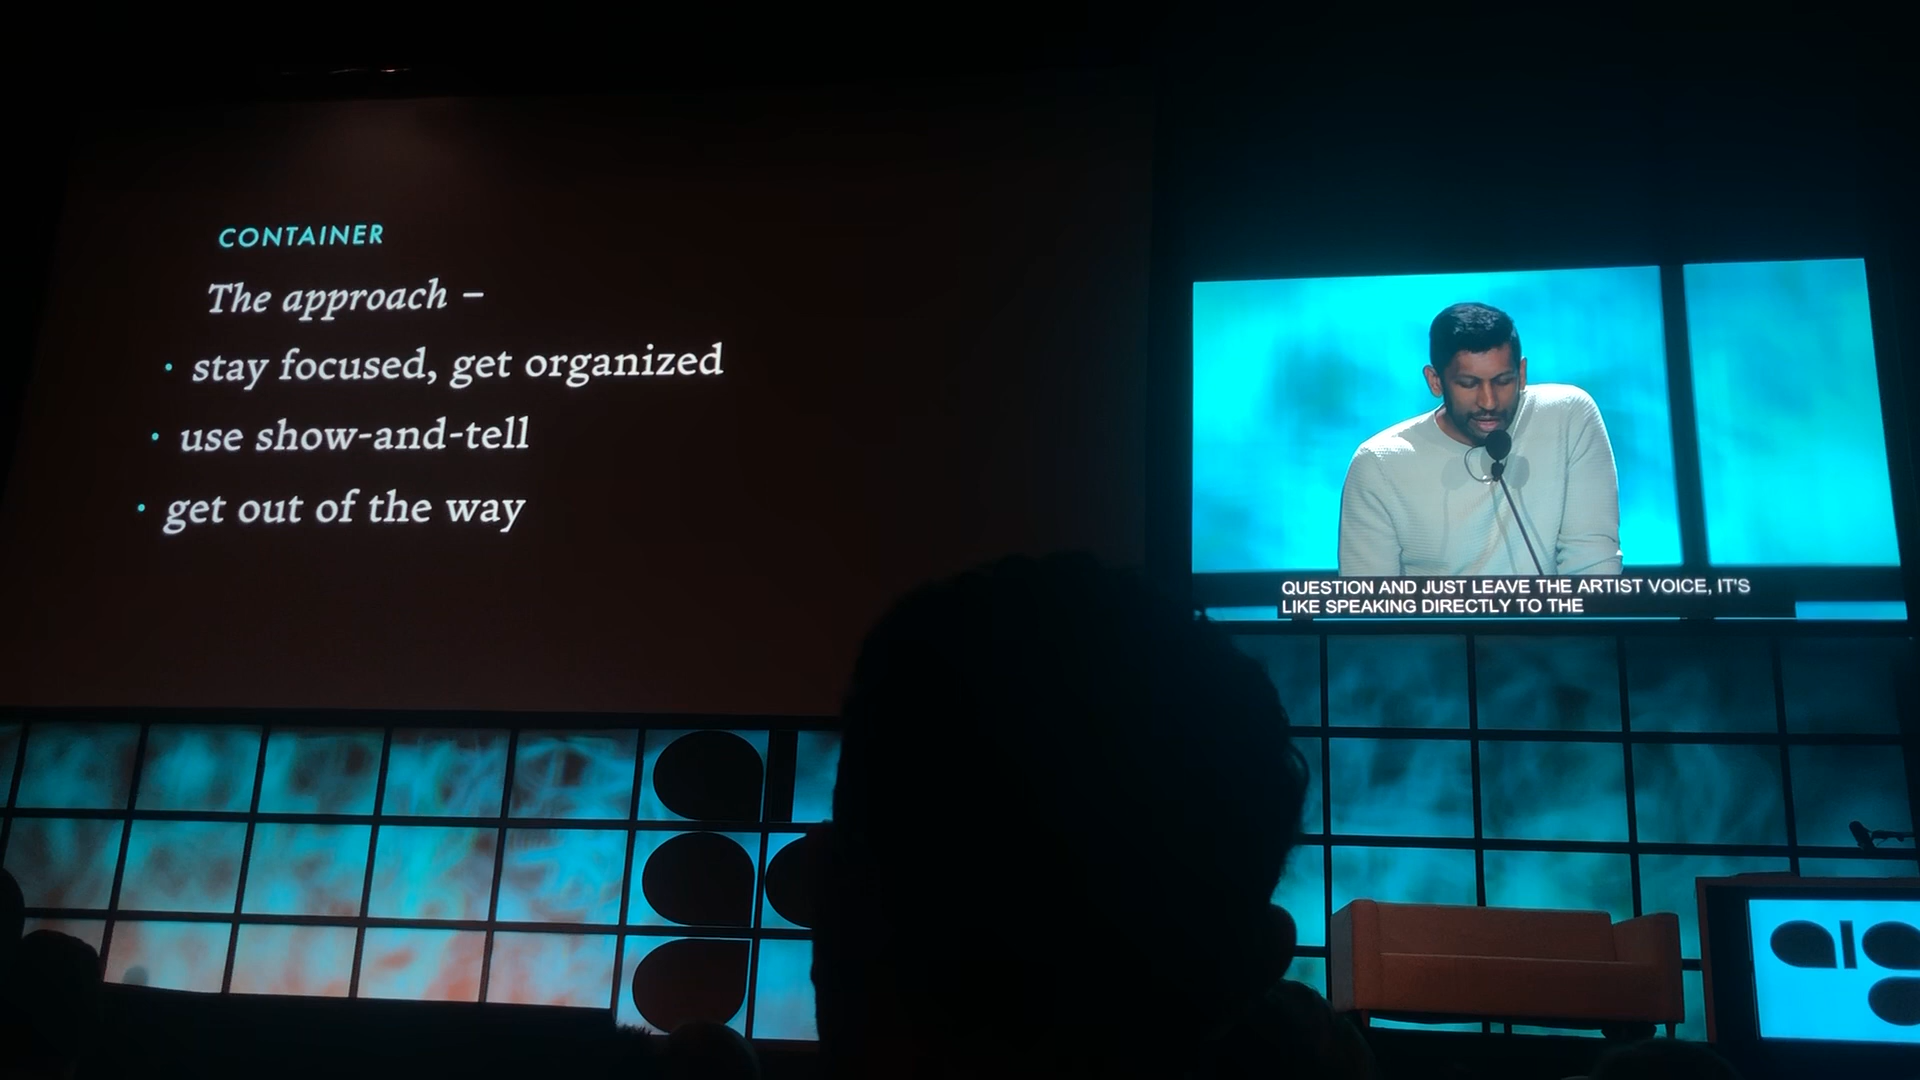 CONTAINER
The approach –
• stay focused, get organized
• use show-and-tell
• get out of the way
QUESTION AND JUST LEAVE THE ARTIST VOICE, IT'S
LIKE SPEAKING DIRECTLY TO THE